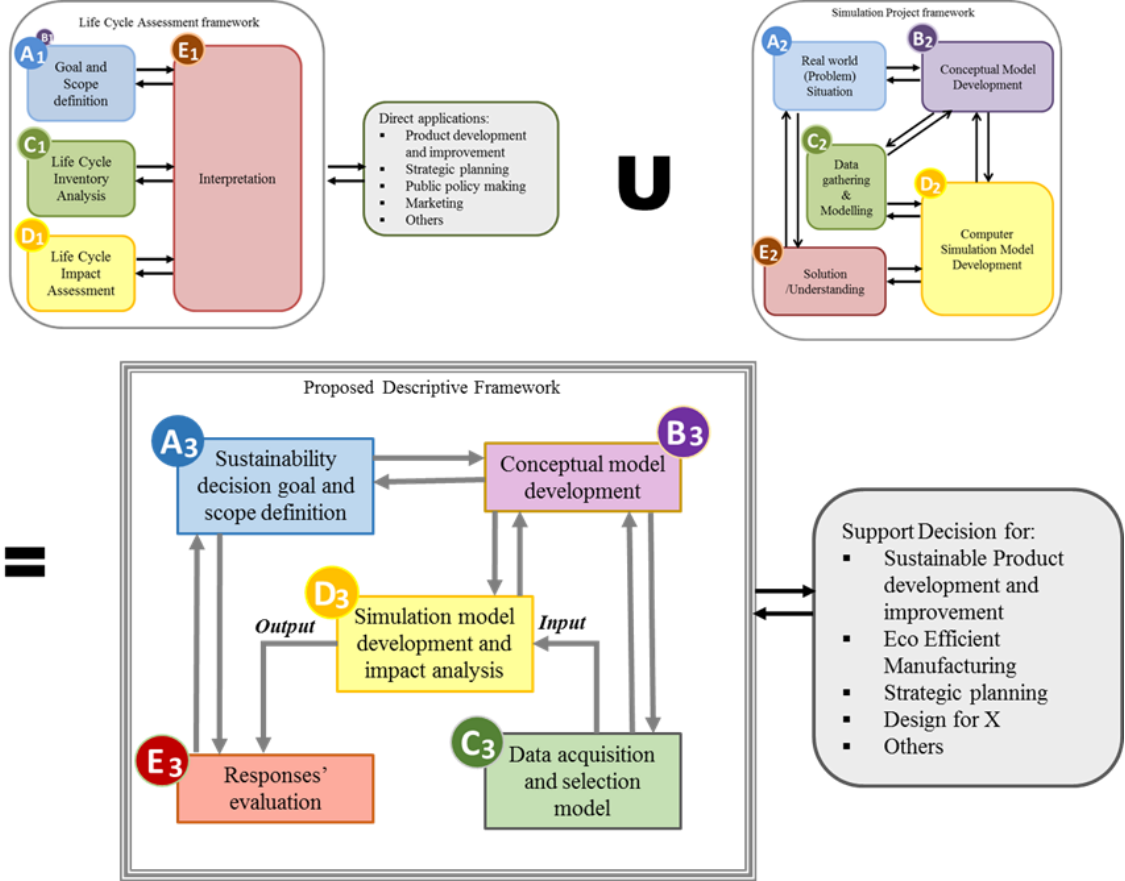 Life Cycle Assessment framework
B1
A1
Goal and
Scope
definition
E1
Interpretation
C1
Life Cycle
Inventory
Analysis
D1
Life Cycle
Impact
Assessment
Direct applications:
▪ Product development
and improvement
▪ Strategic planning
▪ Public policy making
▪ Marketing
▪ Others
U
Simulation Project framework
A2
Real world
(Problem)
Situation
B2
Conceptual Model
Development
C2
Data
gathering
&
Modelling
D2
Computer
Simulation Model
Development
E2
Solution
/Understanding
=
Proposed Descriptive Framework
A3
Sustainability
decision goal and
scope definition
B3
Conceptual model
development
D3
Simulation model
development and
impact analysis
Output
Input
E3
Responses’
evaluation
C3
Data acquisition
and selection
model
Support Decision for:
▪ Sustainable Product
development and
improvement
▪ Eco Efficient
Manufacturing
▪ Strategic planning
▪ Design for X
▪ Others